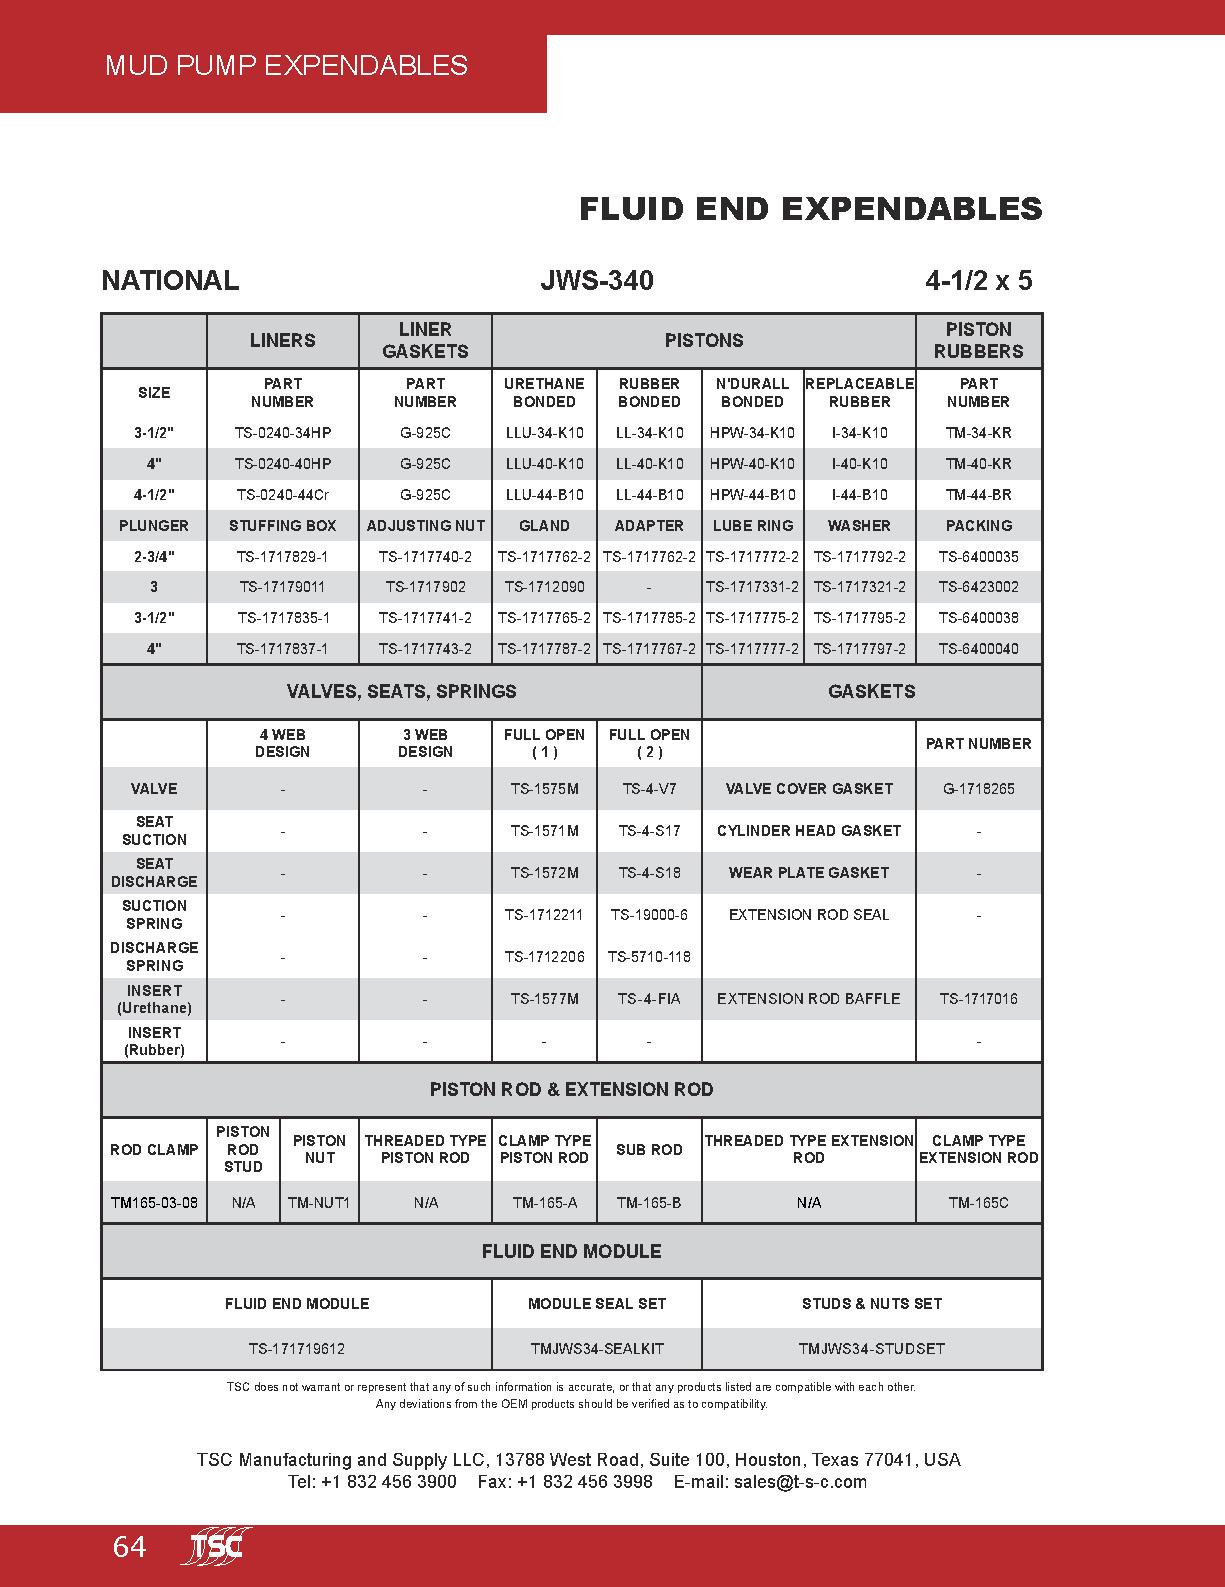 MUD PUMP EXPENDABLES
FLUID END EXPENDABLES
NATIONAL JWS-340 4-1/2 x 5
LINERS LINER GASKETS PISTONS PISTON RUBBERS
SIZE PART NUMBER PART NUMBER URETHANE BONDED RUBBER BONDED N'DURALL BONDED REPLACEABLE RUBBER PART NUMBER
3-1/2" TS-0240-34HP G-925C LLU-34-K10 LL-34-K10 HPW-34-K10 I-34-K10 TM-34-KR
4" TS-0240-40HP G-925C LLU-40-K10 LL-40-K10 HPW-40-K10 I-40-K10 TM-40-KR
4-1/2" TS-0240-44Cr G-925C LLU-44-B10 LL-44-B10 HPW-44-B10 I-44-B10 TM-44-BR
PLUNGER STUFFING BOX ADJUSTING NUT GLAND ADAPTER LUBE RING WASHER PACKING
2-3/4" TS-1717829-1 TS-1717740-2 TS-1717762-2 TS-1717762-2 TS-1717772-2 TS-1717792-2 TS-6400035
3 TS-17179011 TS-1717902 TS-1712090 - TS-1717331-2 TS-1717321-2 TS-6423002
3-1/2" TS-1717835-1 TS-1717741-2 TS-1717765-2 TS-1717785-2 TS-1717775-2 TS-1717795-2 TS-6400038
4" TS-1717837-1 TS-1717743-2 TS-1717787-2 TS-1717767-2 TS-1717777-2 TS-1717797-2 TS-6400040
VALVES, SEATS, SPRINGS GASKETS
4 WEB DESIGN 3 WEB DESIGN FULL OPEN ( 1 ) FULL OPEN ( 2 ) PART NUMBER
VALVE - - TS-1575M TS-4-V7 VALVE COVER GASKET G-1718265
SEAT SUCTION - - TS-1571M TS-4-S17 CYLINDER HEAD GASKET -
SEAT DISCHARGE - - TS-1572M TS-4-S18 WEAR PLATE GASKET -
SUCTION SPRING - - TS-1712211 TS-19000-6 EXTENSION ROD SEAL -
DISCHARGE SPRING - - TS-1712206 TS-5710-118
INSERT (Urethane) - - TS-1577M TS-4-FIA EXTENSION ROD BAFFLE TS-1717016
INSERT (Rubber) - - - - -
PISTON ROD & EXTENSION ROD
ROD CLAMP PISTON ROD STUD PISTON NUT THREADED TYPE PISTON ROD CLAMP TYPE PISTON ROD SUB ROD THREADED TYPE EXTENSION ROD CLAMP TYPE EXTENSION ROD
TM165-03-08 N/A TM-NUT1 N/A TM-165-A TM-165-B N/A TM-165C
FLUID END MODULE
FLUID END MODULE MODULE SEAL SET STUDS & NUTS SET
TS-171719612 TMJWS34-SEALKIT TMJWS34-STUDSET
TSC does not warrant or represent that any of such information is accurate, or that any products listed are compatible with each other.
Any deviations from the OEM products should be verified as to compatibility.
TSC Manufacturing and Supply LLC, 13788 West Road, Suite 100, Houston, Texas 77041, USA
Tel: +1 832 456 3900 Fax: +1 832 456 3998 E-mail: sales@t-s-c.com
64 TSC